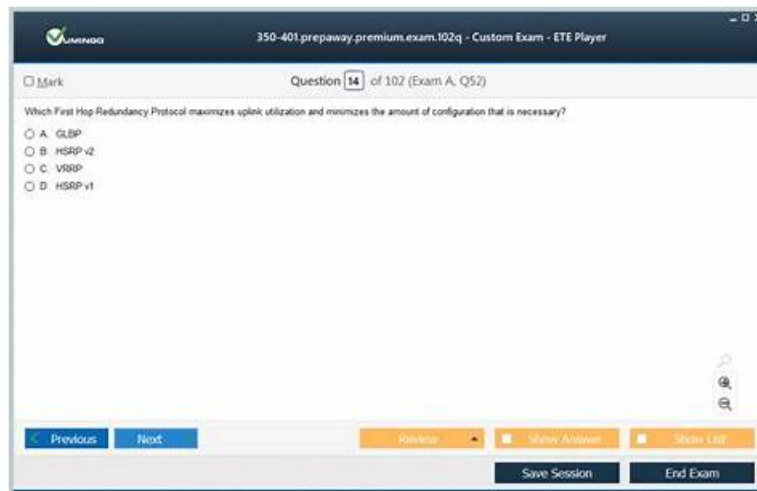 VUMINGO
350-401.prepaway.premium.exam.102q - Custom Exam - ETE Player
Mark
Question 14 of 102 (Exam A, Q52)
Which First Hop Redundancy Protocol maximizes uplink utilization and minimizes the amount of configuration that is necessary?
A. GLBP
B. HSRP v2
C. VRRP
D. HSRP v1
Previous Next Review Show Answer Show List
Save Session End Exam